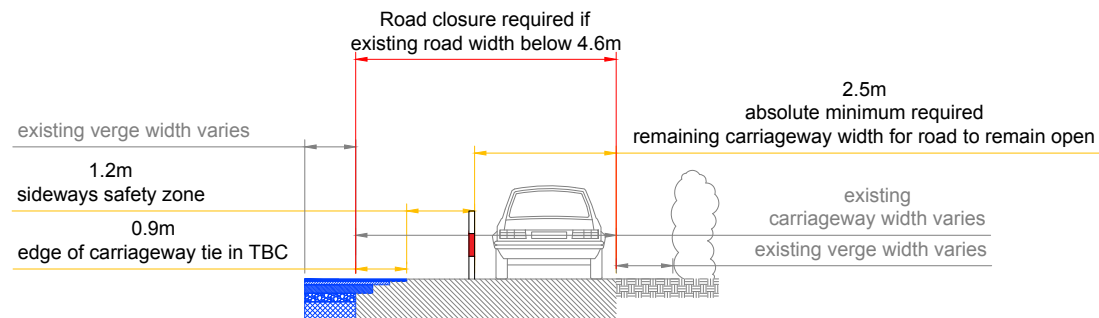 Road closure required if
existing road width below 4.6m
2.5m
absolute minimum required
remaining carriageway width for road to remain open
existing verge width varies
1.2m
sideways safety zone
0.9m
edge of carriageway tie in TBC
existing
carriageway width varies
existing verge width varies